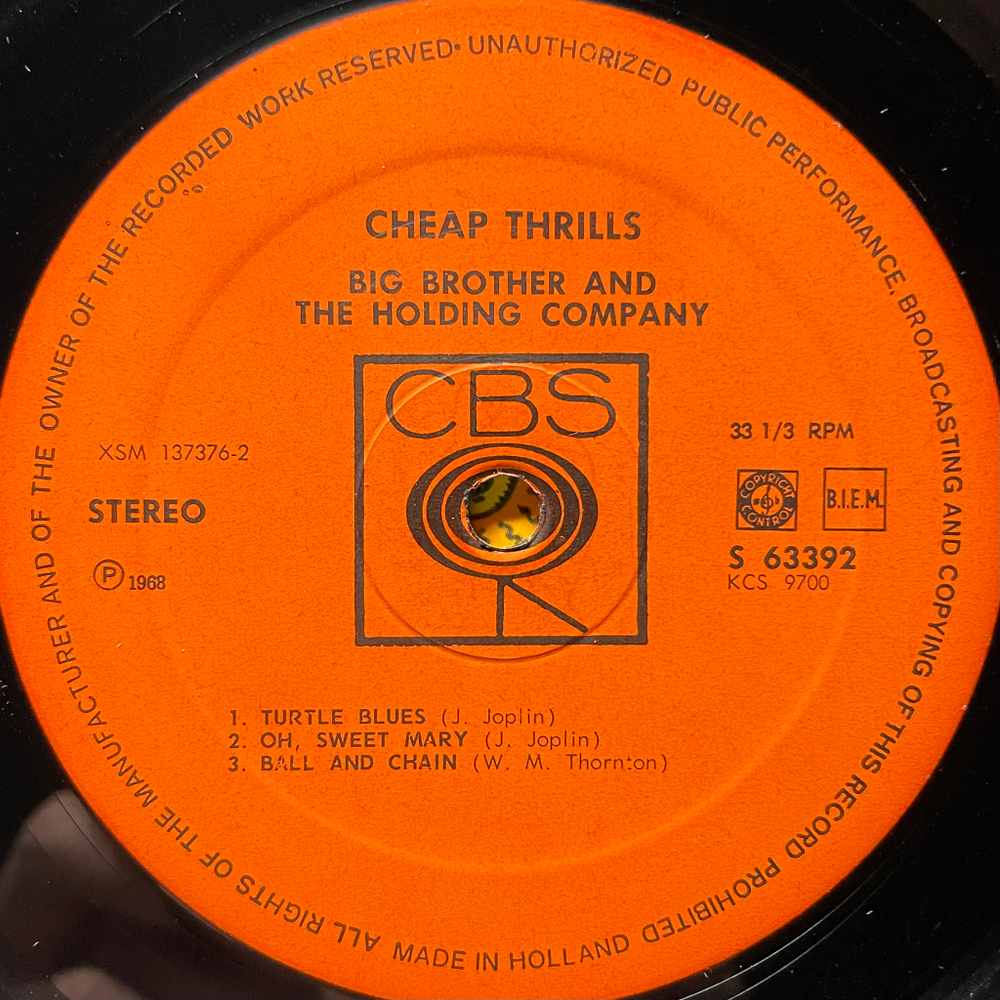 ALL RIGHTS OF THE MANUFACTURER AND OF THE OWNER OF THE RECORDED WORK RESERVED • UNAUTHORIZED PUBLIC PERFORMANCE, BROADCASTING AND COPYING OF THIS RECORD PROHIBITED
CHEAP THRILLS
BIG BROTHER AND
THE HOLDING COMPANY
CBS
XSM 137376-2
STEREO
℗ 1968
33 1/3 RPM
COPYRIGHT CONTROL
B.I.E.M.
S 63392
KCS 9700
1. TURTLE BLUES (J. Joplin)
2. OH, SWEET MARY (J. Joplin)
3. BALL AND CHAIN (W. M. Thornton)
MADE IN HOLLAND